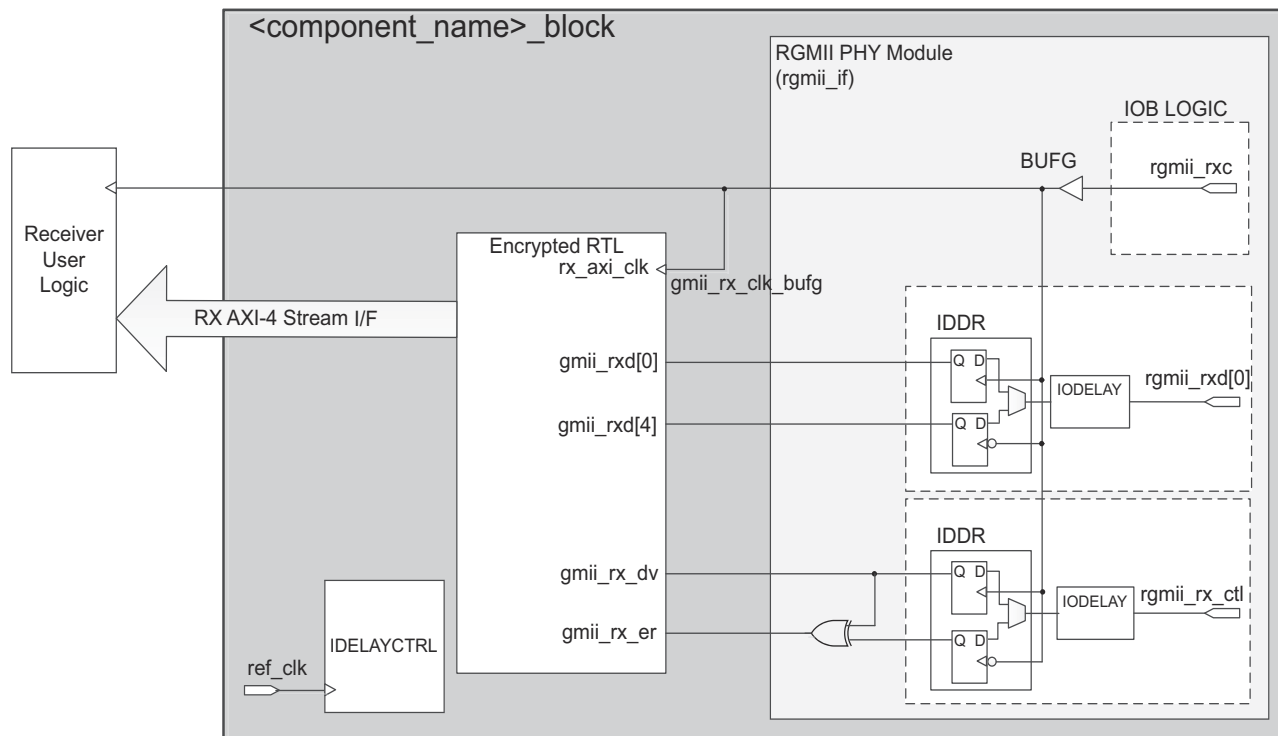 <component_name>_block
RGMII PHY Module
(rgmii_if)
IOB LOGIC
BUFG
rgmii_rxc
Receiver
User
Logic
Encrypted RTL
rx_axi_clk
gmii_rx_clk_bufg
RX AXI-4 Stream I/F
IDDR
gmii_rxd[0]
Q D
IODELAY
rgmii_rxd[0]
gmii_rxd[4]
Q D
IDDR
gmii_rx_dv
Q D
IODELAY
rgmii_rx_ctl
gmii_rx_er
Q D
IDELAYCTRL
ref_clk